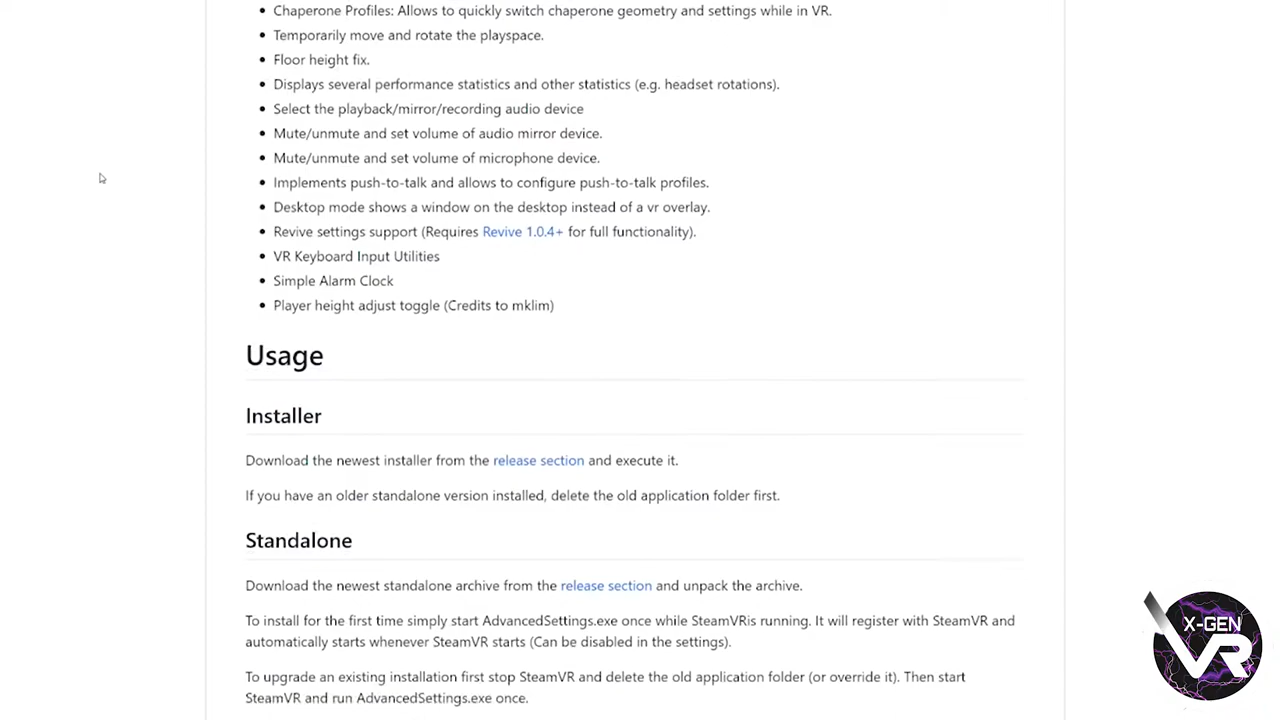 Chaperone Profiles: Allows to quickly switch chaperone geometry and settings while in VR.
Temporarily move and rotate the playspace.
Floor height fix.
Displays several performance statistics and other statistics (e.g. headset rotations).
Select the playback/mirror/recording audio device
Mute/unmute and set volume of audio mirror device.
Mute/unmute and set volume of microphone device.
Implements push-to-talk and allows to configure push-to-talk profiles.
Desktop mode shows a window on the desktop instead of a vr overlay.
Revive settings support (Requires Revive 1.0.4+ for full functionality).
VR Keyboard Input Utilities
Simple Alarm Clock
Player height adjust toggle (Credits to mklim)
Usage
Installer
Download the newest installer from the release section and execute it.
If you have an older standalone version installed, delete the old application folder first.
Standalone
Download the newest standalone archive from the release section and unpack the archive.
To install for the first time simply start AdvancedSettings.exe once while SteamVRis running. It will register with SteamVR and
automatically starts whenever SteamVR starts (Can be disabled in the settings).
To upgrade an existing installation first stop SteamVR and delete the old application folder (or override it). Then start
SteamVR and run AdvancedSettings.exe once.
X-GEN
VR